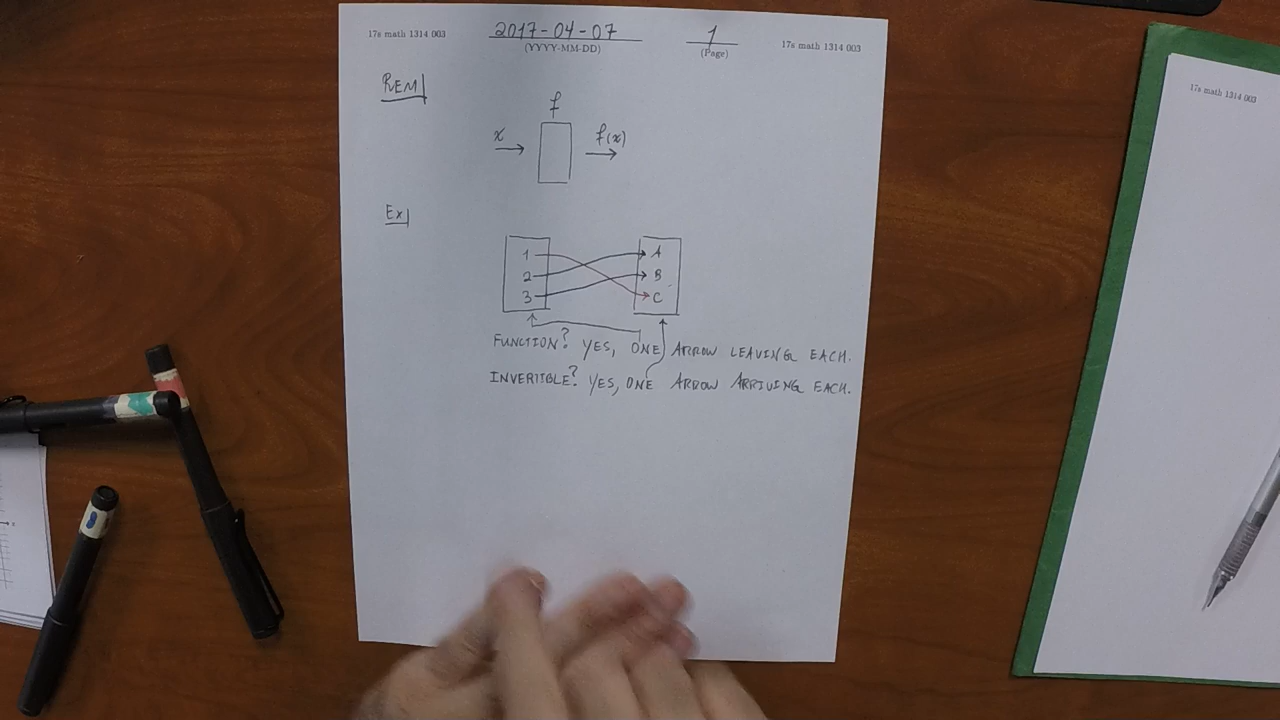 17s math 1314 003 2017-04-07 1 17s math 1314 003
(YYYY-MM-DD) (Page)
REM
f
x f(x)
Ex
1 A
2 B
3 C
FUNCTION? YES, ONE ARROW LEAVING EACH.
INVERTIBLE? YES, ONE ARROW ARRIVING EACH.
17s math 1314 003